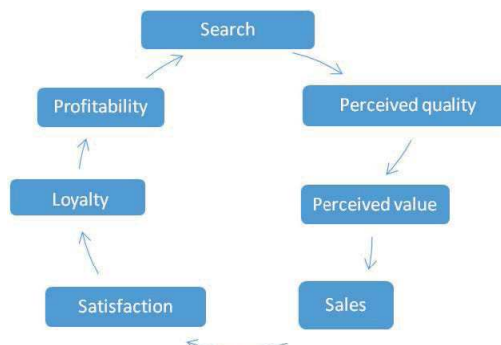 Search
Perceived quality
Perceived value
Sales
Satisfaction
Loyalty
Profitability